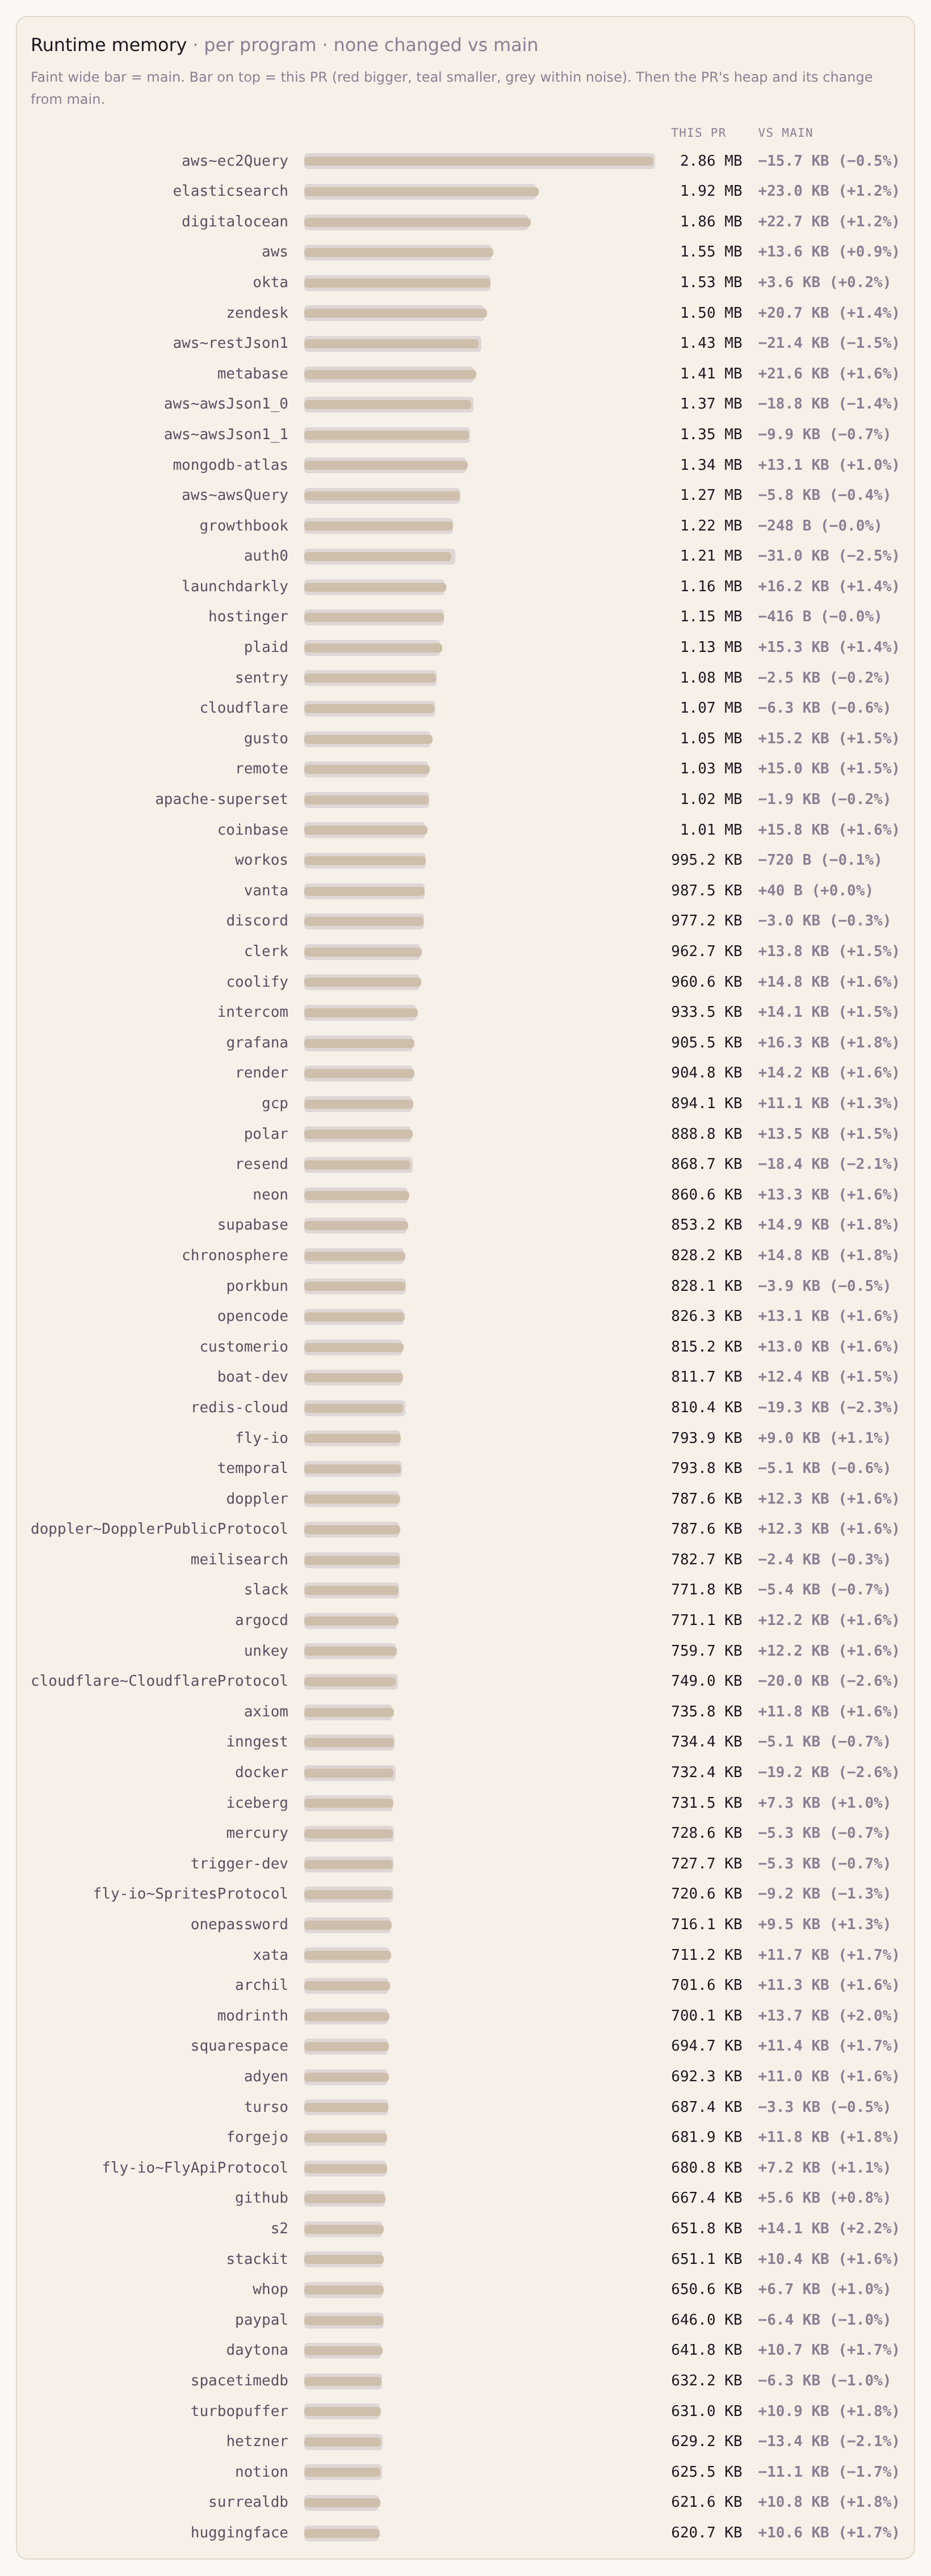 Runtime memory · per program · none changed vs main
Faint wide bar = main. Bar on top = this PR (red bigger, teal smaller, grey within noise). Then the PR's heap and its change
from main.
THIS PR VS MAIN
aws~ec2Query 2.86 MB −15.7 KB (−0.5%)
elasticsearch 1.92 MB +23.0 KB (+1.2%)
digitalocean 1.86 MB +22.7 KB (+1.2%)
aws 1.55 MB +13.6 KB (+0.9%)
okta 1.53 MB +3.6 KB (+0.2%)
zendesk 1.50 MB +20.7 KB (+1.4%)
aws~restJson1 1.43 MB −21.4 KB (−1.5%)
metabase 1.41 MB +21.6 KB (+1.6%)
aws~awsJson1_0 1.37 MB −18.8 KB (−1.4%)
aws~awsJson1_1 1.35 MB −9.9 KB (−0.7%)
mongodb-atlas 1.34 MB +13.1 KB (+1.0%)
aws~awsQuery 1.27 MB −5.8 KB (−0.4%)
growthbook 1.22 MB −248 B (−0.0%)
auth0 1.21 MB −31.0 KB (−2.5%)
launchdarkly 1.16 MB +16.2 KB (+1.4%)
hostinger 1.15 MB −416 B (−0.0%)
plaid 1.13 MB +15.3 KB (+1.4%)
sentry 1.08 MB −2.5 KB (−0.2%)
cloudflare 1.07 MB −6.3 KB (−0.6%)
gusto 1.05 MB +15.2 KB (+1.5%)
remote 1.03 MB +15.0 KB (+1.5%)
apache-superset 1.02 MB −1.9 KB (−0.2%)
coinbase 1.01 MB +15.8 KB (+1.6%)
workos 995.2 KB −720 B (−0.1%)
vanta 987.5 KB +40 B (+0.0%)
discord 977.2 KB −3.0 KB (−0.3%)
clerk 962.7 KB +13.8 KB (+1.5%)
coolify 960.6 KB +14.8 KB (+1.6%)
intercom 933.5 KB +14.1 KB (+1.5%)
grafana 905.5 KB +16.3 KB (+1.8%)
render 904.8 KB +14.2 KB (+1.6%)
gcp 894.1 KB +11.1 KB (+1.3%)
polar 888.8 KB +13.5 KB (+1.5%)
resend 868.7 KB −18.4 KB (−2.1%)
neon 860.6 KB +13.3 KB (+1.6%)
supabase 853.2 KB +14.9 KB (+1.8%)
chronosphere 828.2 KB +14.8 KB (+1.8%)
porkbun 828.1 KB −3.9 KB (−0.5%)
opencode 826.3 KB +13.1 KB (+1.6%)
customerio 815.2 KB +13.0 KB (+1.6%)
boat-dev 811.7 KB +12.4 KB (+1.5%)
redis-cloud 810.4 KB −19.3 KB (−2.3%)
fly-io 793.9 KB +9.0 KB (+1.1%)
temporal 793.8 KB −5.1 KB (−0.6%)
doppler 787.6 KB +12.3 KB (+1.6%)
doppler~DopplerPublicProtocol 787.6 KB +12.3 KB (+1.6%)
meilisearch 782.7 KB −2.4 KB (−0.3%)
slack 771.8 KB −5.4 KB (−0.7%)
argocd 771.1 KB +12.2 KB (+1.6%)
unkey 759.7 KB +12.2 KB (+1.6%)
cloudflare~CloudflareProtocol 749.0 KB −20.0 KB (−2.6%)
axiom 735.8 KB +11.8 KB (+1.6%)
inngest 734.4 KB −5.1 KB (−0.7%)
docker 732.4 KB −19.2 KB (−2.6%)
iceberg 731.5 KB +7.3 KB (+1.0%)
mercury 728.6 KB −5.3 KB (−0.7%)
trigger-dev 727.7 KB −5.3 KB (−0.7%)
fly-io~SpritesProtocol 720.6 KB −9.2 KB (−1.3%)
onepassword 716.1 KB +9.5 KB (+1.3%)
xata 711.2 KB +11.7 KB (+1.7%)
archil 701.6 KB +11.3 KB (+1.6%)
modrinth 700.1 KB +13.7 KB (+2.0%)
squarespace 694.7 KB +11.4 KB (+1.7%)
adyen 692.3 KB +11.0 KB (+1.6%)
turso 687.4 KB −3.3 KB (−0.5%)
forgejo 681.9 KB +11.8 KB (+1.8%)
fly-io~FlyApiProtocol 680.8 KB +7.2 KB (+1.1%)
github 667.4 KB +5.6 KB (+0.8%)
s2 651.8 KB +14.1 KB (+2.2%)
stackit 651.1 KB +10.4 KB (+1.6%)
whop 650.6 KB +6.7 KB (+1.0%)
paypal 646.0 KB −6.4 KB (−1.0%)
daytona 641.8 KB +10.7 KB (+1.7%)
spacetimedb 632.2 KB −6.3 KB (−1.0%)
turbopuffer 631.0 KB +10.9 KB (+1.8%)
hetzner 629.2 KB −13.4 KB (−2.1%)
notion 625.5 KB −11.1 KB (−1.7%)
surrealdb 621.6 KB +10.8 KB (+1.8%)
huggingface 620.7 KB +10.6 KB (+1.7%)